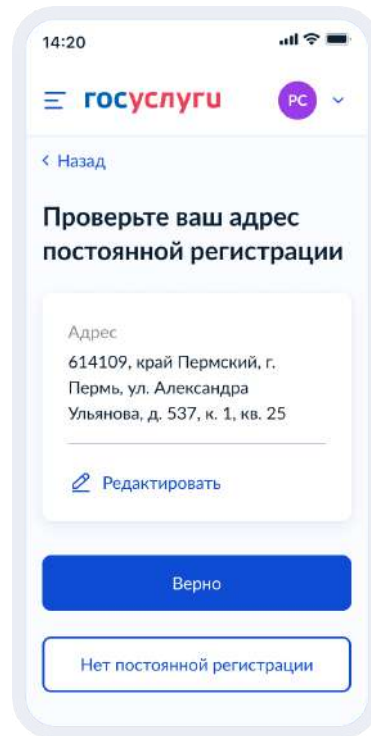 14:20
госуслуги
РС
Назад
Проверьте ваш адрес
постоянной регистрации
Адрес
614109, край Пермский, г.
Пермь, ул. Александра
Ульянова, д. 537, к. 1, кв. 25
Редактировать
Верно
Нет постоянной регистрации